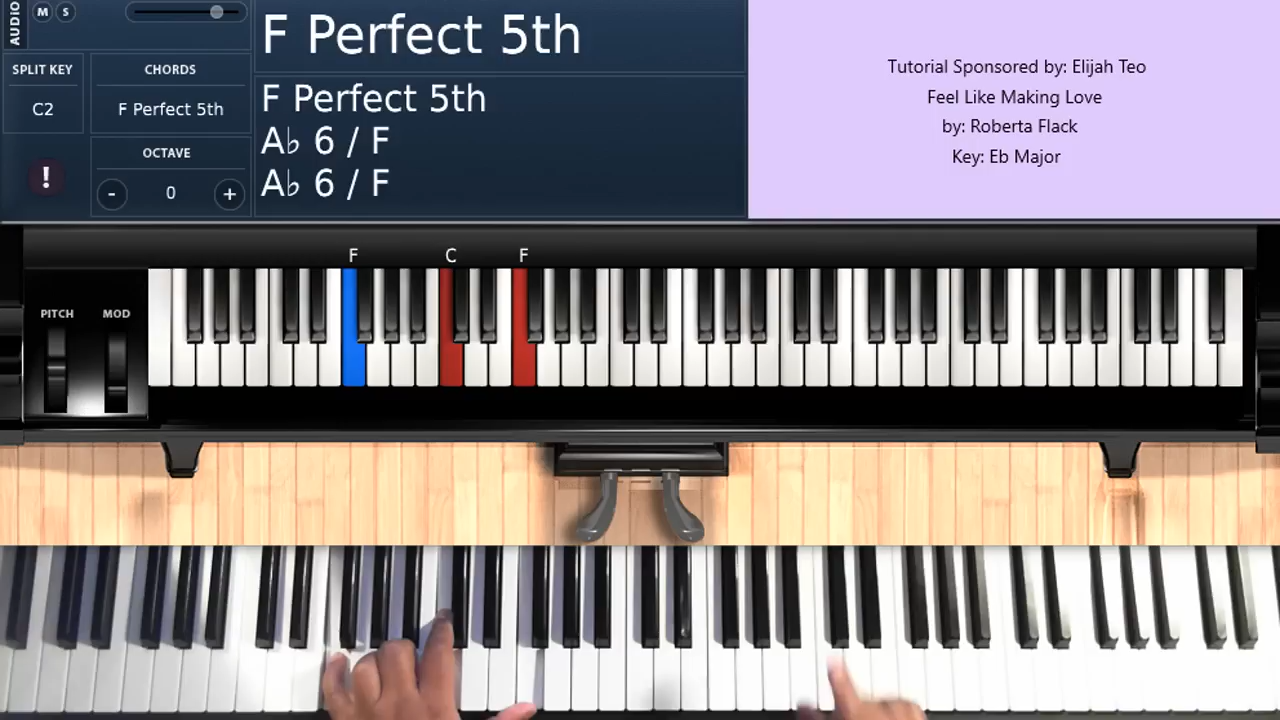 AUDIO
M S
SPLIT KEY
C2
CHORDS
F Perfect 5th
OCTAVE
- 0 +
!
F Perfect 5th
F Perfect 5th
A♭ 6 / F
A♭ 6 / F
Tutorial Sponsored by: Elijah Teo
Feel Like Making Love
by: Roberta Flack
Key: Eb Major
F C F
PITCH MOD